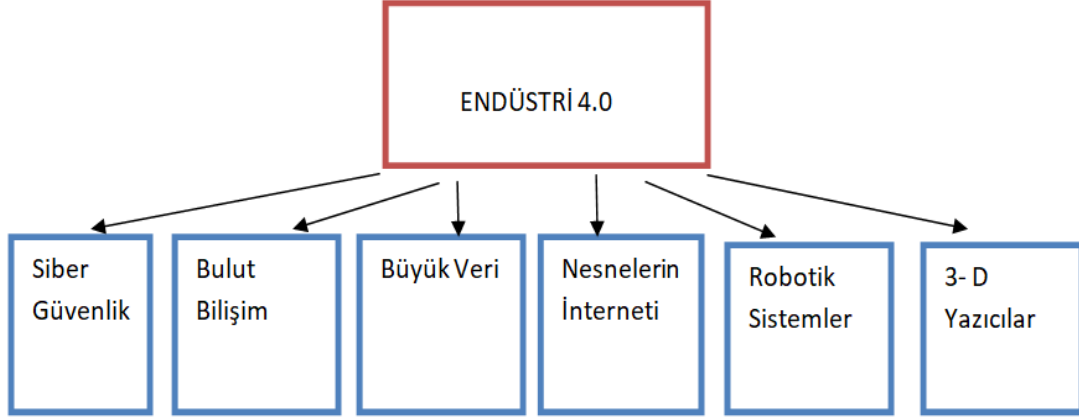 ENDÜSTRİ 4.0
Siber
Güvenlik
Bulut
Bilişim
Büyük Veri
Nesnelerin
İnterneti
Robotik
Sistemler
3- D
Yazıcılar